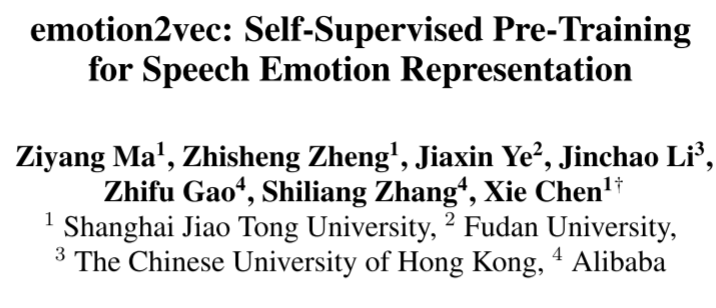 emotion2vec: Self-Supervised Pre-Training
for Speech Emotion Representation
Ziyang Ma¹, Zhisheng Zheng¹, Jiaxin Ye², Jinchao Li³,
Zhifu Gao⁴, Shiliang Zhang⁴, Xie Chen¹†
¹ Shanghai Jiao Tong University, ² Fudan University,
³ The Chinese University of Hong Kong, ⁴ Alibaba